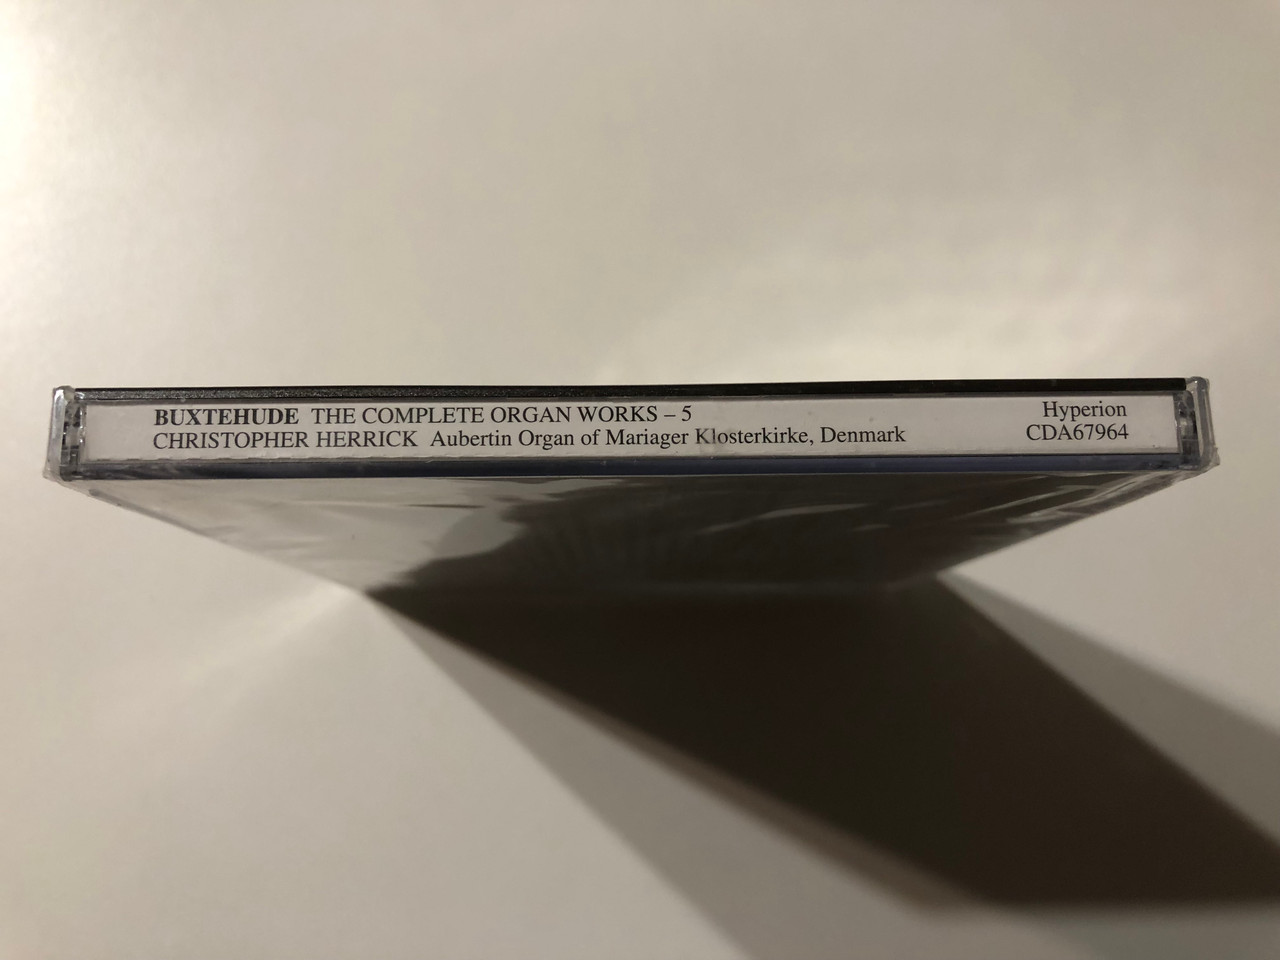 BUXTEHUDE THE COMPLETE ORGAN WORKS – 5
CHRISTOPHER HERRICK Aubertin Organ of Mariager Klosterkirke, Denmark
Hyperion
CDA67964